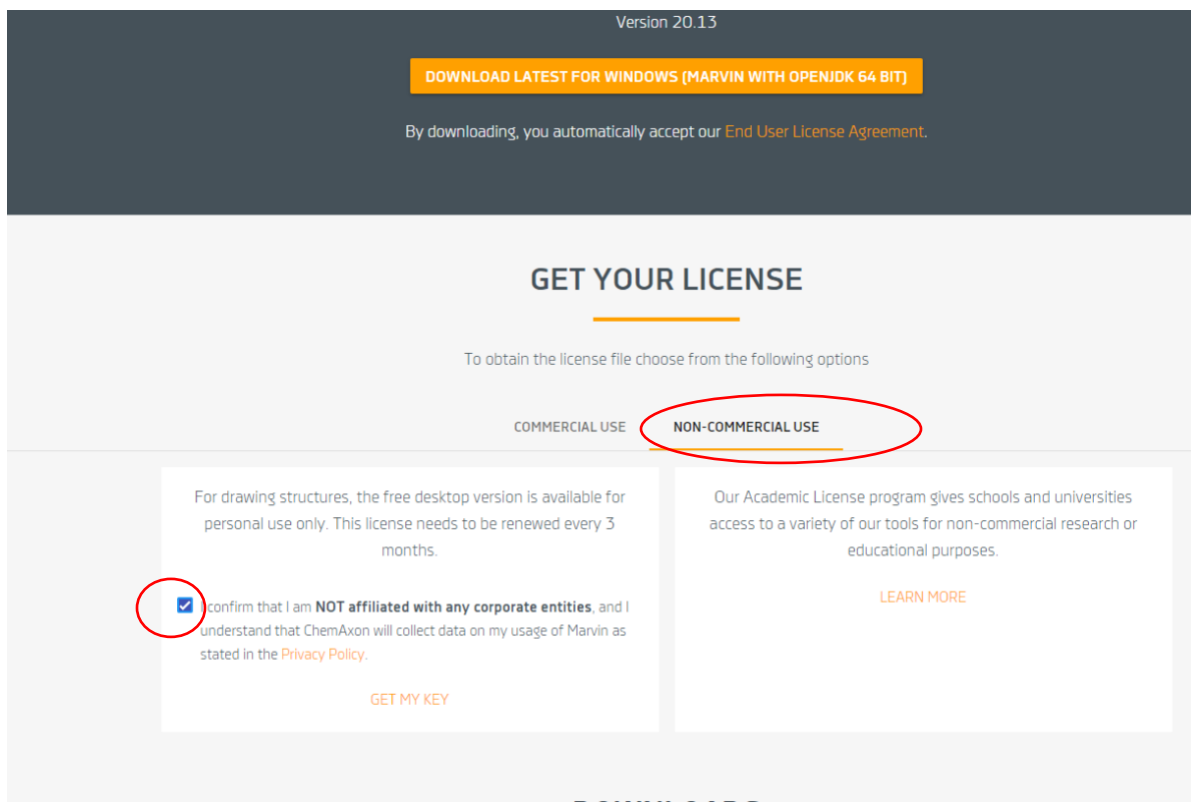 Version 20.13
DOWNLOAD LATEST FOR WINDOWS (MARVIN WITH OPENJDK 64 BIT)
By downloading, you automatically accept our End User License Agreement.
GET YOUR LICENSE
To obtain the license file choose from the following options
COMMERCIAL USE NON-COMMERCIAL USE
For drawing structures, the free desktop version is available for
personal use only. This license needs to be renewed every 3
months.
I confirm that I am NOT affiliated with any corporate entities, and I
understand that ChemAxon will collect data on my usage of Marvin as
stated in the Privacy Policy.
GET MY KEY
Our Academic License program gives schools and universities
access to a variety of our tools for non-commercial research or
educational purposes.
LEARN MORE